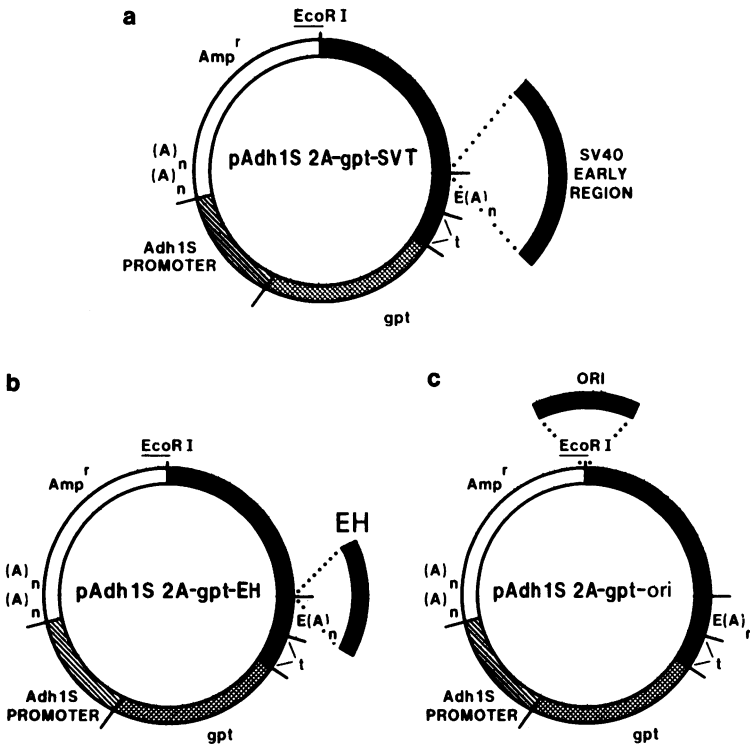 a
EcoR I
Amp r
(A)n
(A)n
pAdh1S 2A-gpt-SVT
E(A)n
t
SV40
EARLY
REGION
Adh1S
PROMOTER
gpt
b
EcoR I
Amp r
EH
(A)n
(A)n
pAdh1S 2A-gpt-EH
E(A)n
t
Adh1S
PROMOTER
gpt
c
ORI
EcoR I
Amp r
(A)n
(A)n
pAdh1S 2A-gpt-ori
E(A)n
t
Adh1S
PROMOTER
gpt